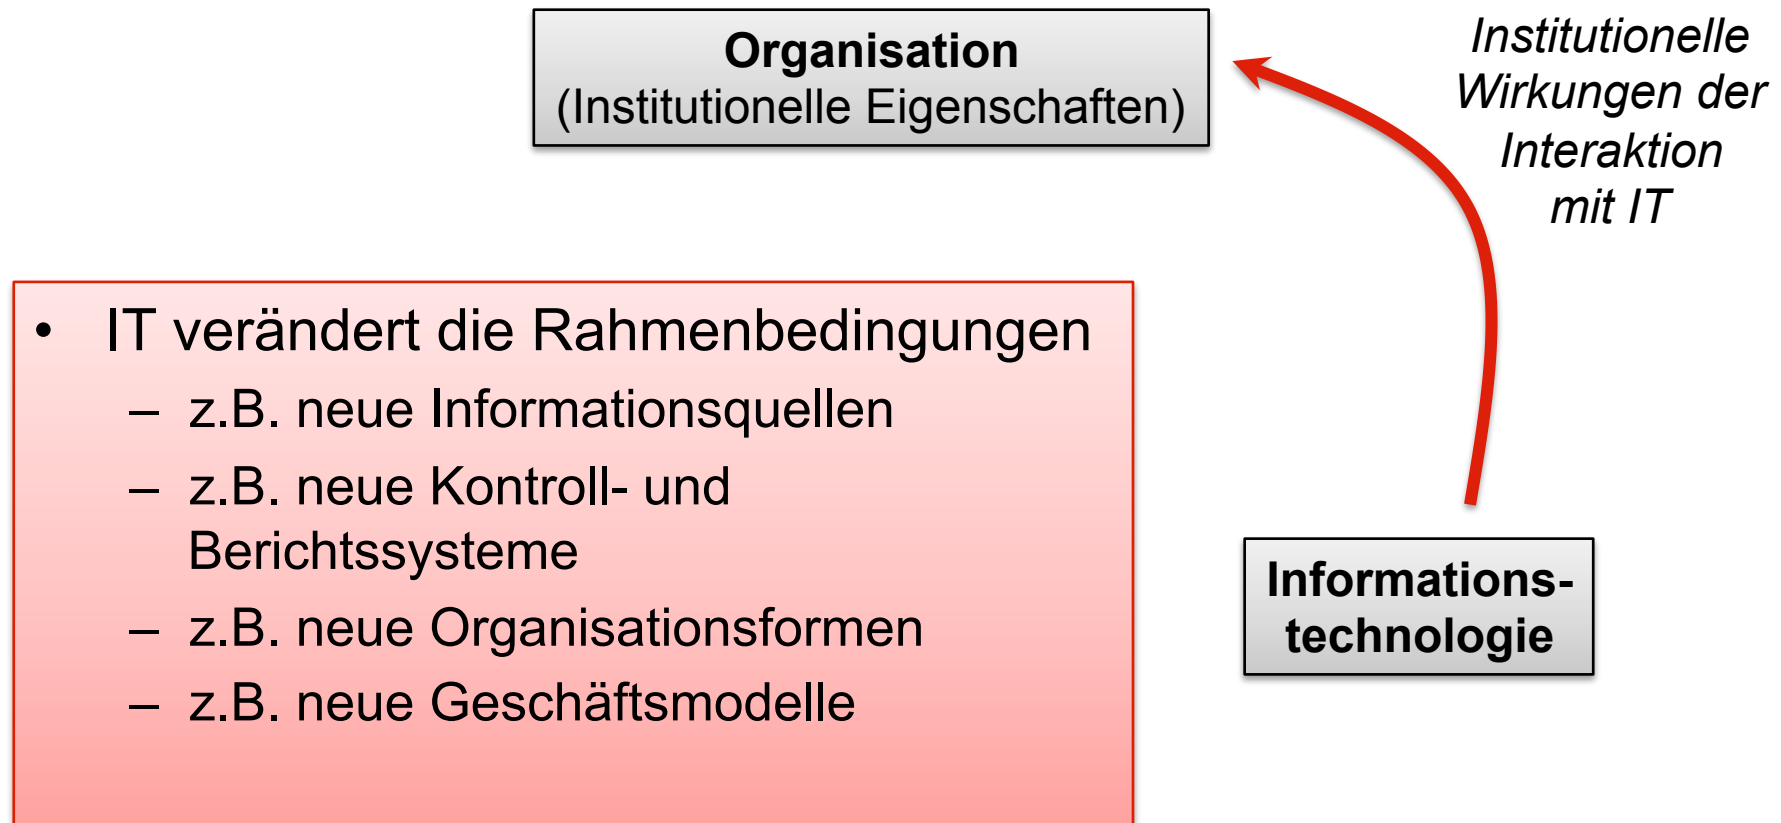 Organisation
(Institutionelle Eigenschaften)
Institutionelle
Wirkungen der
Interaktion
mit IT
• IT verändert die Rahmenbedingungen
– z.B. neue Informationsquellen
– z.B. neue Kontroll- und
Berichtssysteme
– z.B. neue Organisationsformen
– z.B. neue Geschäftsmodelle
Informations-
technologie